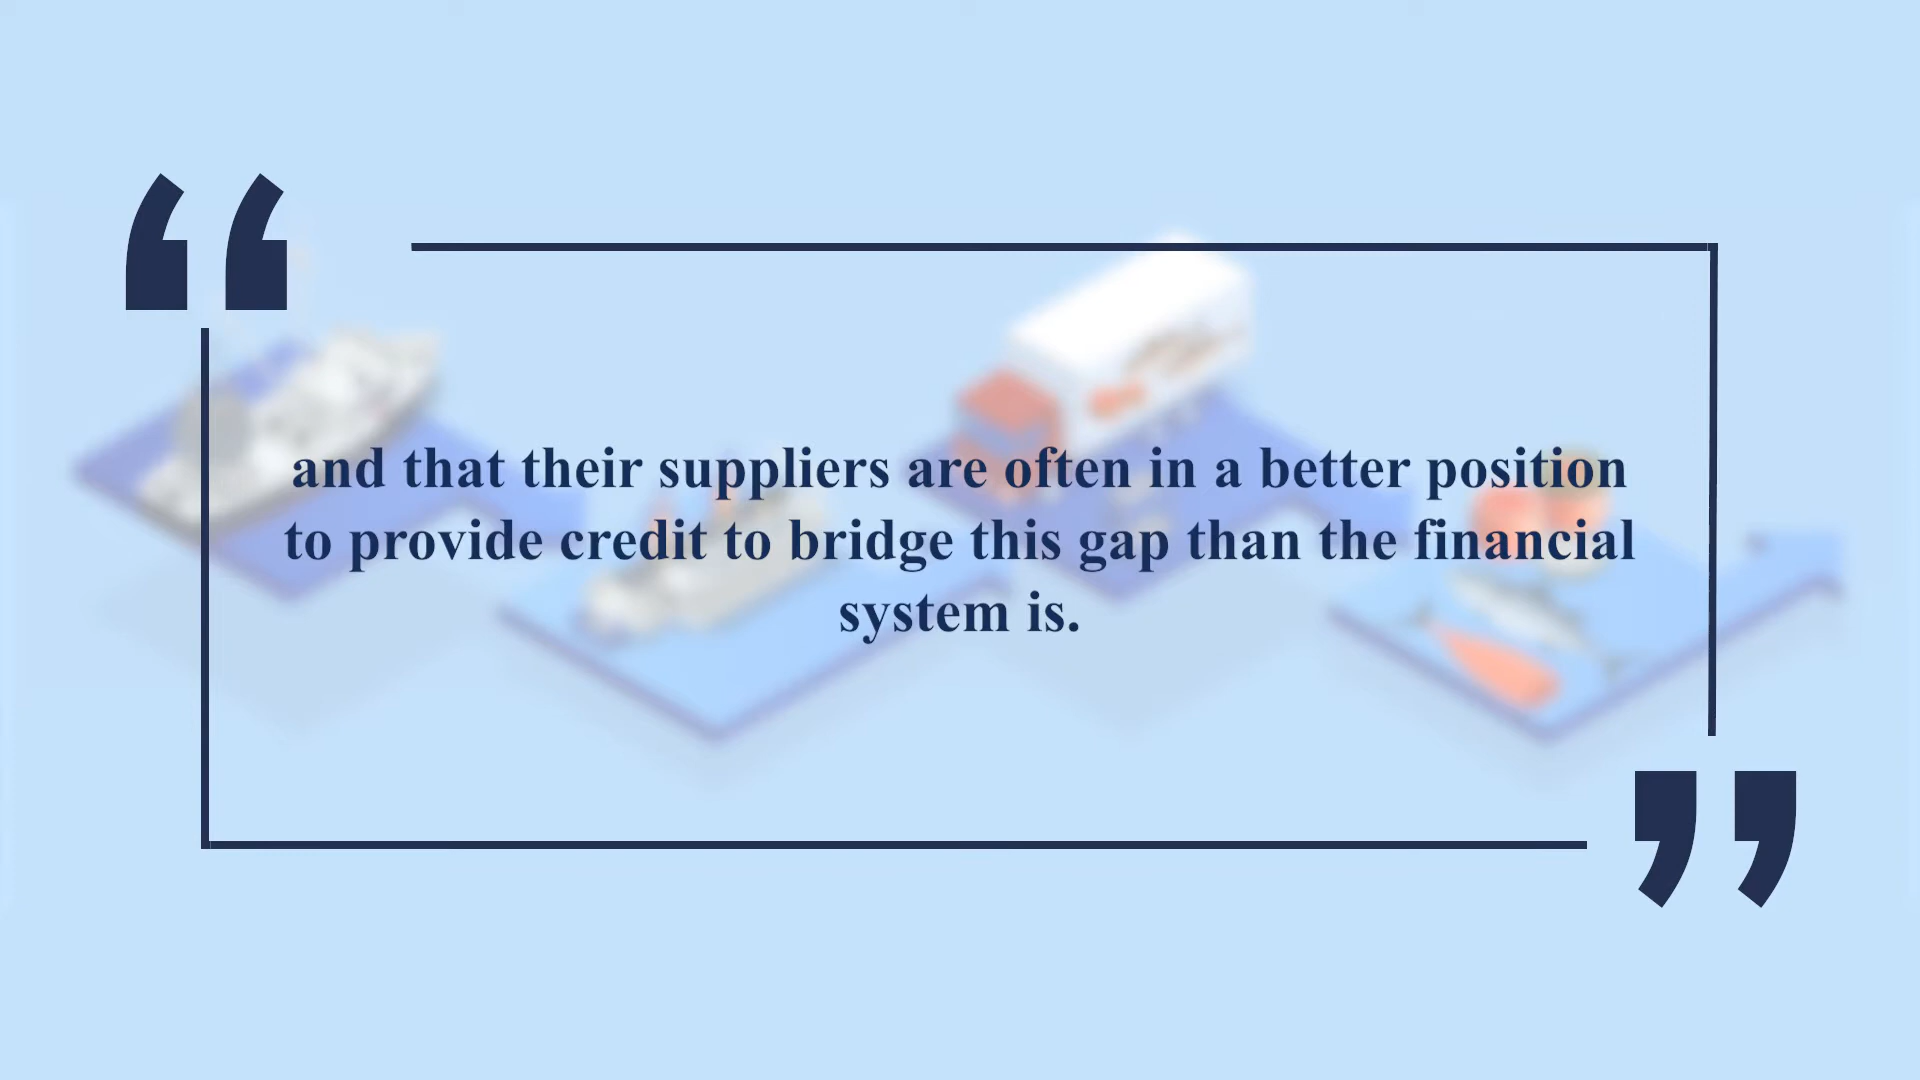 “
and that their suppliers are often in a better position
to provide credit to bridge this gap than the financial
system is.
”